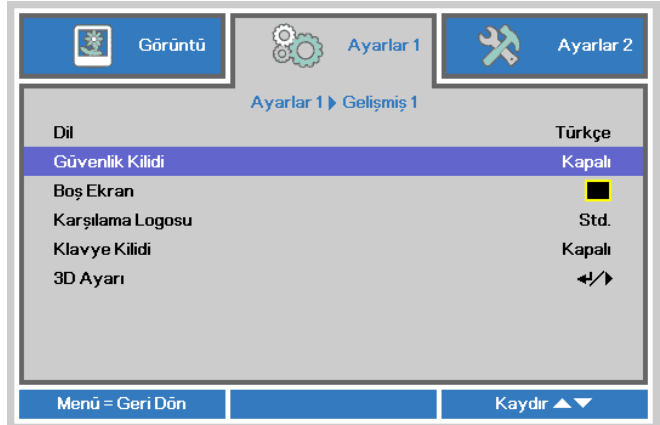 Görüntü
Ayarlar 1
Ayarlar 2
Ayarlar 1 ▶ Gelişmiş 1
Dil Türkçe
Güvenlik Kilidi Kapalı
Boş Ekran
Karşılama Logosu Std.
Klavye Kilidi Kapalı
3D Ayarı ↵/▶
Menü = Geri Dön
Kaydır ▲▼